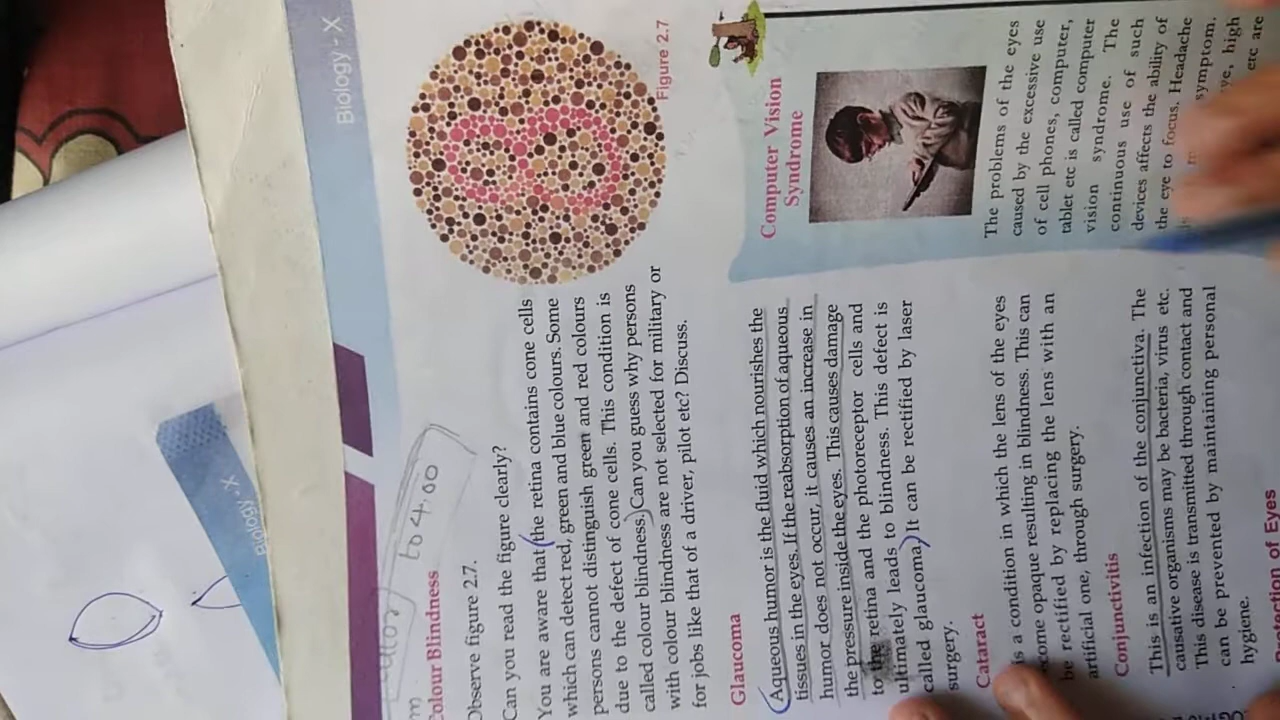 Biology - X
Biology - X
to 4.00
Colour Blindness
Observe figure 2.7.
Can you read the figure clearly?
You are aware that (the retina contains cone cells
which can detect red, green and blue colours. Some
persons cannot distinguish green and red colours
due to the defect of cone cells. This condition is
called colour blindness.) Can you guess why persons
with colour blindness are not selected for military or
for jobs like that of a driver, pilot etc? Discuss.
Figure 2.7
Glaucoma
(Aqueous humor is the fluid which nourishes the
tissues in the eyes. If the reabsorption of aqueous
humor does not occur, it causes an increase in
the pressure inside the eyes. This causes damage
to the retina and the photoreceptor cells and
ultimately leads to blindness. This defect is
called glaucoma.) It can be rectified by laser
surgery.
Cataract
is a condition in which the lens of the eyes
become opaque resulting in blindness. This can
be rectified by replacing the lens with an
artificial one, through surgery.
Conjunctivitis
This is an infection of the conjunctiva. The
causative organisms may be bacteria, virus etc.
This disease is transmitted through contact and
can be prevented by maintaining personal
hygiene.
of Eyes
Computer Vision
Syndrome
The problems of the eyes
caused by the excessive use
of cell phones, computer,
tablet etc is called computer
vision syndrome. The
continuous use of such
devices affects the ability of
the eye to focus. Headache
symptom.
high
etc are